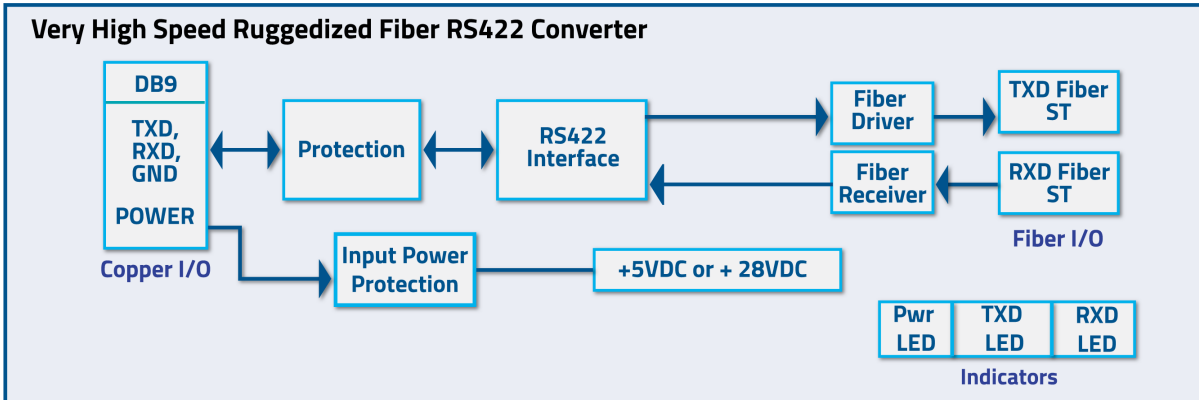 Very High Speed Ruggedized Fiber RS422 Converter
DB9
TXD,
RXD,
GND
POWER
Copper I/O
Protection
RS422
Interface
Fiber
Driver
TXD Fiber
ST
Fiber
Receiver
RXD Fiber
ST
Fiber I/O
Input Power
Protection
+5VDC or + 28VDC
Pwr
LED
TXD
LED
RXD
LED
Indicators